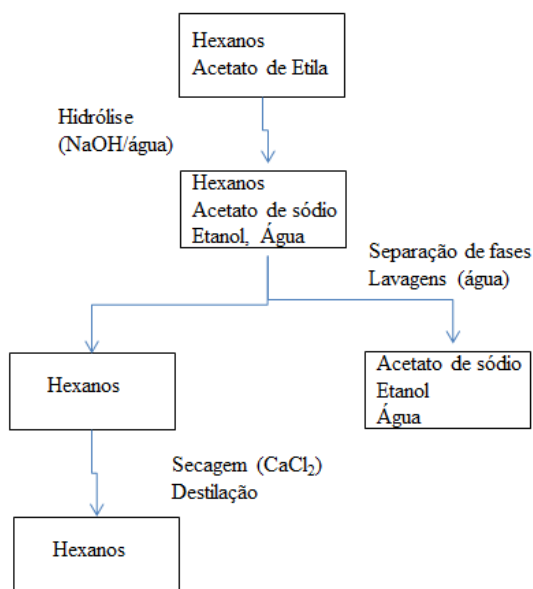 Hexanos
Acetato de Etila
Hidrólise
(NaOH/água)
Hexanos
Acetato de sódio
Etanol, Água
Separação de fases
Lavagens (água)
Hexanos
Acetato de sódio
Etanol
Água
Secagem (CaCl₂)
Destilação
Hexanos